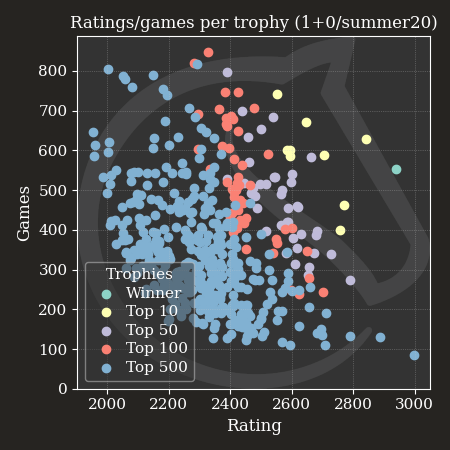 Ratings/games per trophy (1+0/summer20)
Games
800
700
600
500
400
300
200
100
0
Trophies
Winner
Top 10
Top 50
Top 100
Top 500
2000 2200 2400 2600 2800 3000
Rating